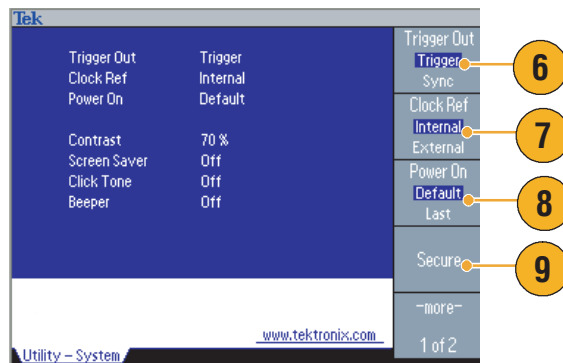 Tek
Trigger Out Trigger
Clock Ref Internal
Power On Default
Contrast 70 %
Screen Saver Off
Click Tone Off
Beeper Off
www.tektronix.com
Utility – System
Trigger Out
Trigger
Sync
Clock Ref
Internal
External
Power On
Default
Last
Secure
-more-
1 of 2
6
7
8
9